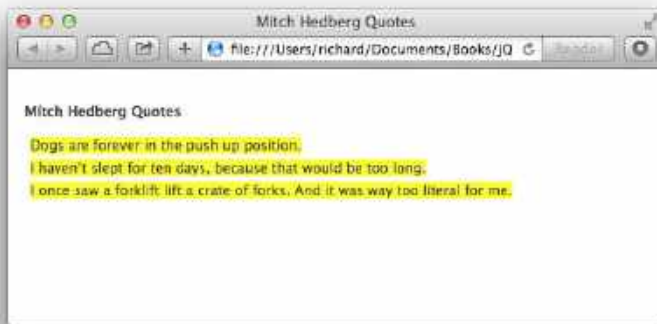 Mitch Hedberg Quotes
file:///Users/richard/Documents/Books/JQ
Reader
Mitch Hedberg Quotes
Dogs are forever in the push up position.
I haven't slept for ten days, because that would be too long.
I once saw a forklift lift a crate of forks. And it was way too literal for me.